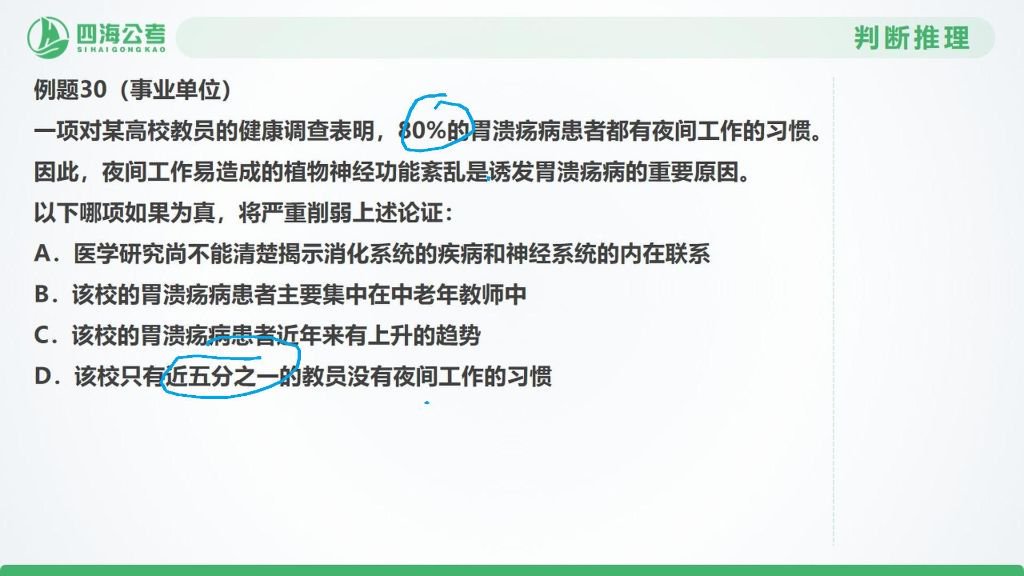 四海公考
SIHAIGONGKAO
判断推理
例题30（事业单位）
一项对某高校教员的健康调查表明，80%的胃溃疡病患者都有夜间工作的习惯。
因此，夜间工作易造成的植物神经功能紊乱是诱发胃溃疡病的重要原因。
以下哪项如果为真，将严重削弱上述论证：
A．医学研究尚不能清楚揭示消化系统的疾病和神经系统的内在联系
B．该校的胃溃疡病患者主要集中在中老年教师中
C．该校的胃溃疡病患者近年来有上升的趋势
D．该校只有近五分之一的教员没有夜间工作的习惯